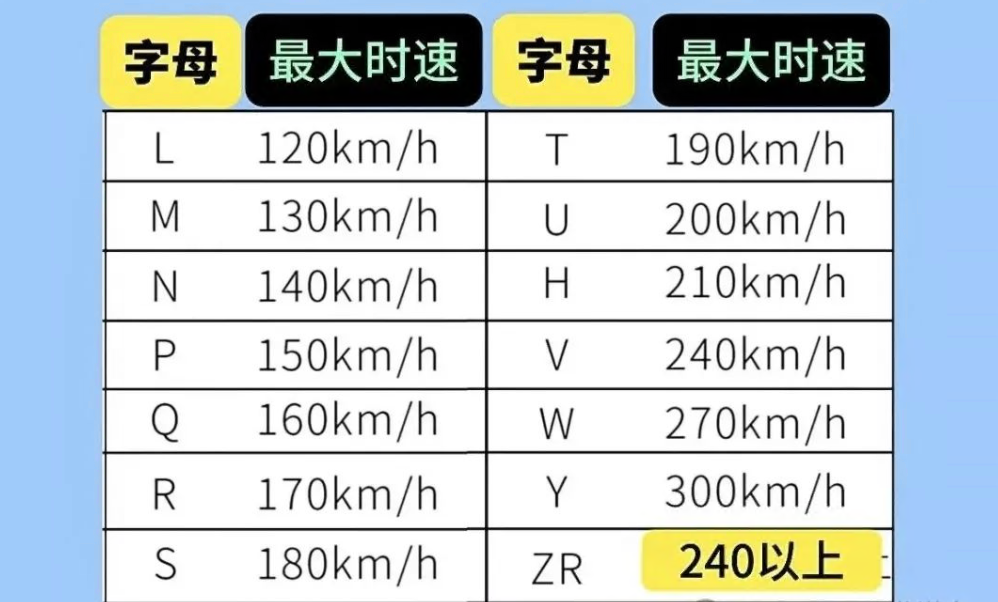 字母 最大时速 字母 最大时速
L 120km/h T 190km/h
M 130km/h U 200km/h
N 140km/h H 210km/h
P 150km/h V 240km/h
Q 160km/h W 270km/h
R 170km/h Y 300km/h
S 180km/h ZR 240以上